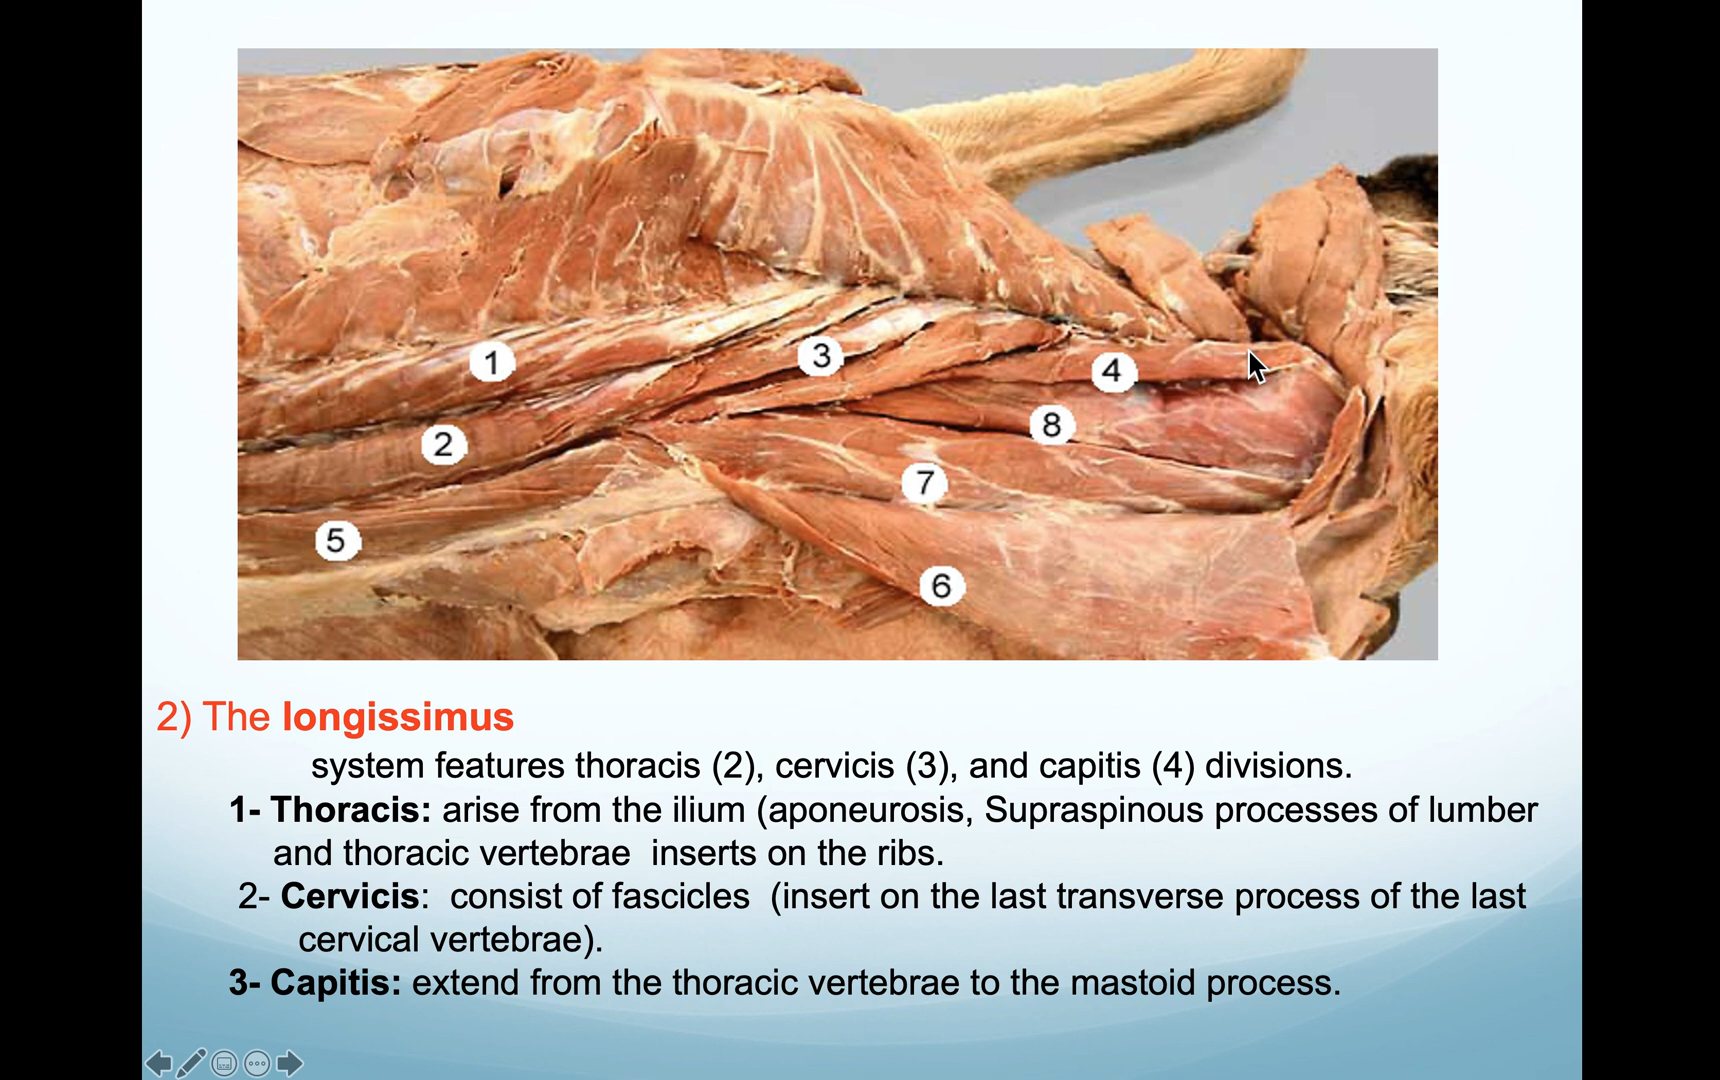 1
3
4
2
8
7
5
6
2) The longissimus
system features thoracis (2), cervicis (3), and capitis (4) divisions.
1- Thoracis: arise from the ilium (aponeurosis, Supraspinous processes of lumber
and thoracic vertebrae inserts on the ribs.
2- Cervicis: consist of fascicles (insert on the last transverse process of the last
cervical vertebrae).
3- Capitis: extend from the thoracic vertebrae to the mastoid process.